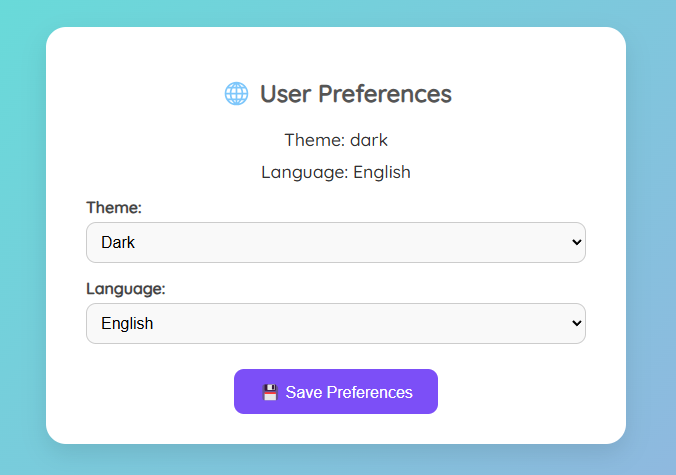 🌐 User Preferences
Theme: dark
Language: English
Theme:
Dark
Language:
English
💾 Save Preferences